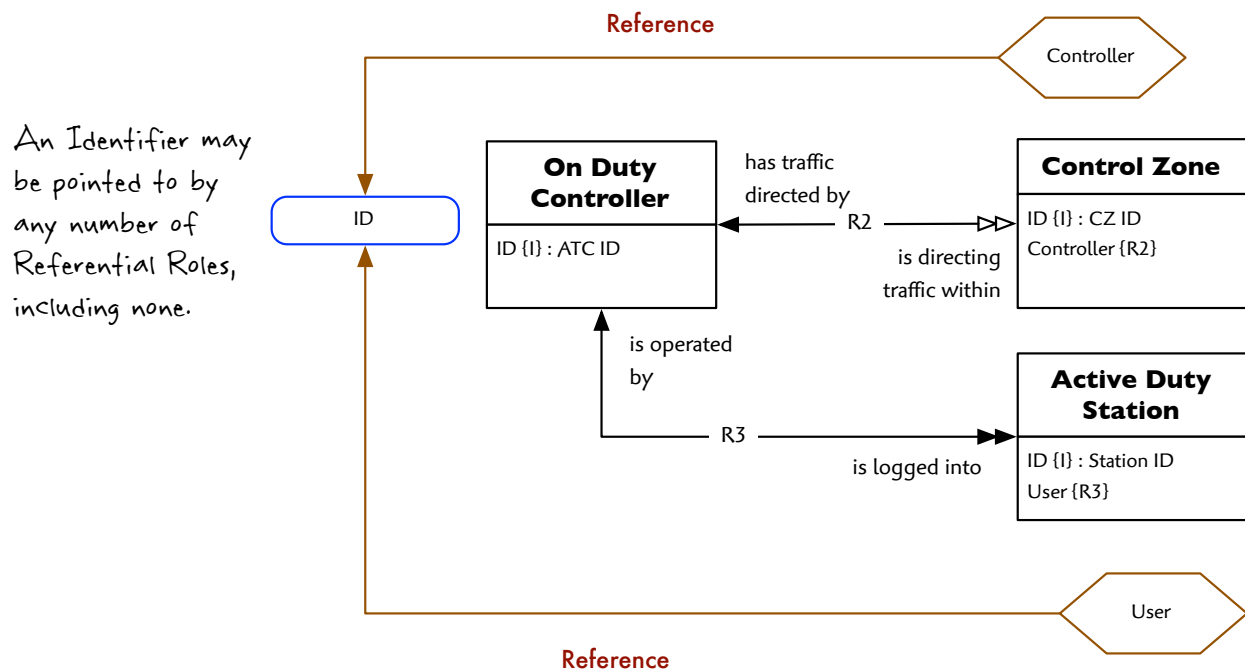 Reference
Controller
An Identifier may
be pointed to by
any number of
Referential Roles,
including none.
ID
On Duty
Controller
ID {I} : ATC ID
has traffic
directed by
R2
is directing
traffic within
Control Zone
ID {I} : CZ ID
Controller {R2}
is operated
by
R3
is logged into
Active Duty
Station
ID {I} : Station ID
User {R3}
User
Reference